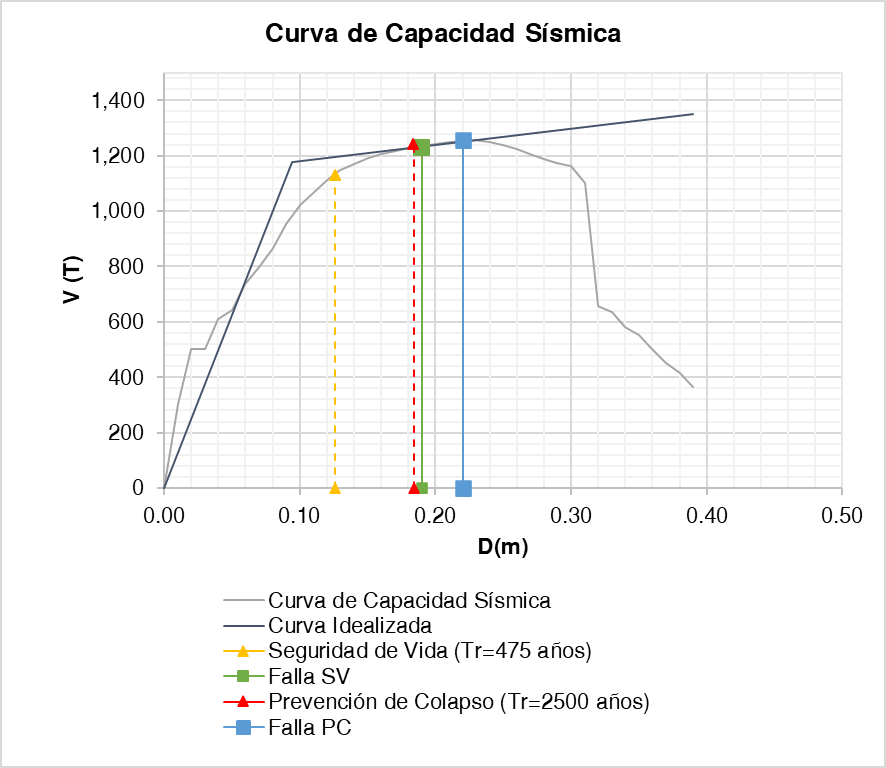 Curva de Capacidad Sísmica
V (T)
1,400
1,200
1,000
800
600
400
200
0
0.00 0.10 0.20 0.30 0.40 0.50
D(m)
Curva de Capacidad Sísmica
Curva Idealizada
Seguridad de Vida (Tr=475 años)
Falla SV
Prevención de Colapso (Tr=2500 años)
Falla PC